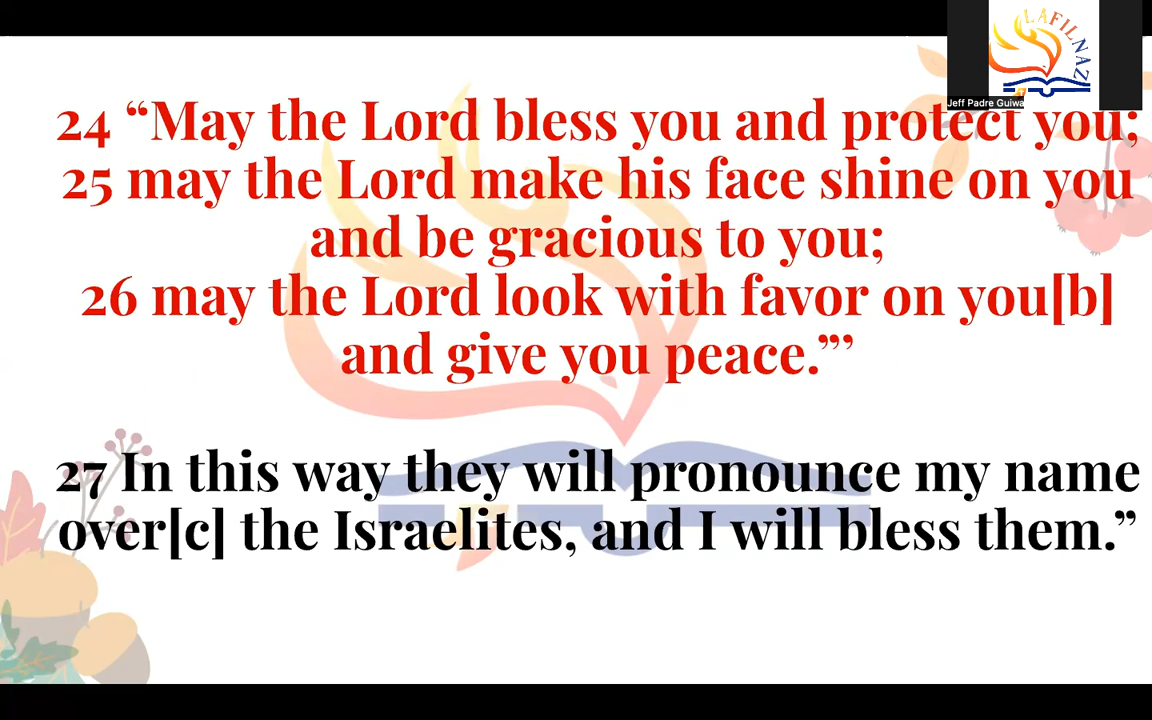 LAFILNAZ
Jeff Padre Guiwa
24 “May the Lord bless you and protect you;
25 may the Lord make his face shine on you
and be gracious to you;
26 may the Lord look with favor on you[b]
and give you peace.”’
27 In this way they will pronounce my name
over[c] the Israelites, and I will bless them.”